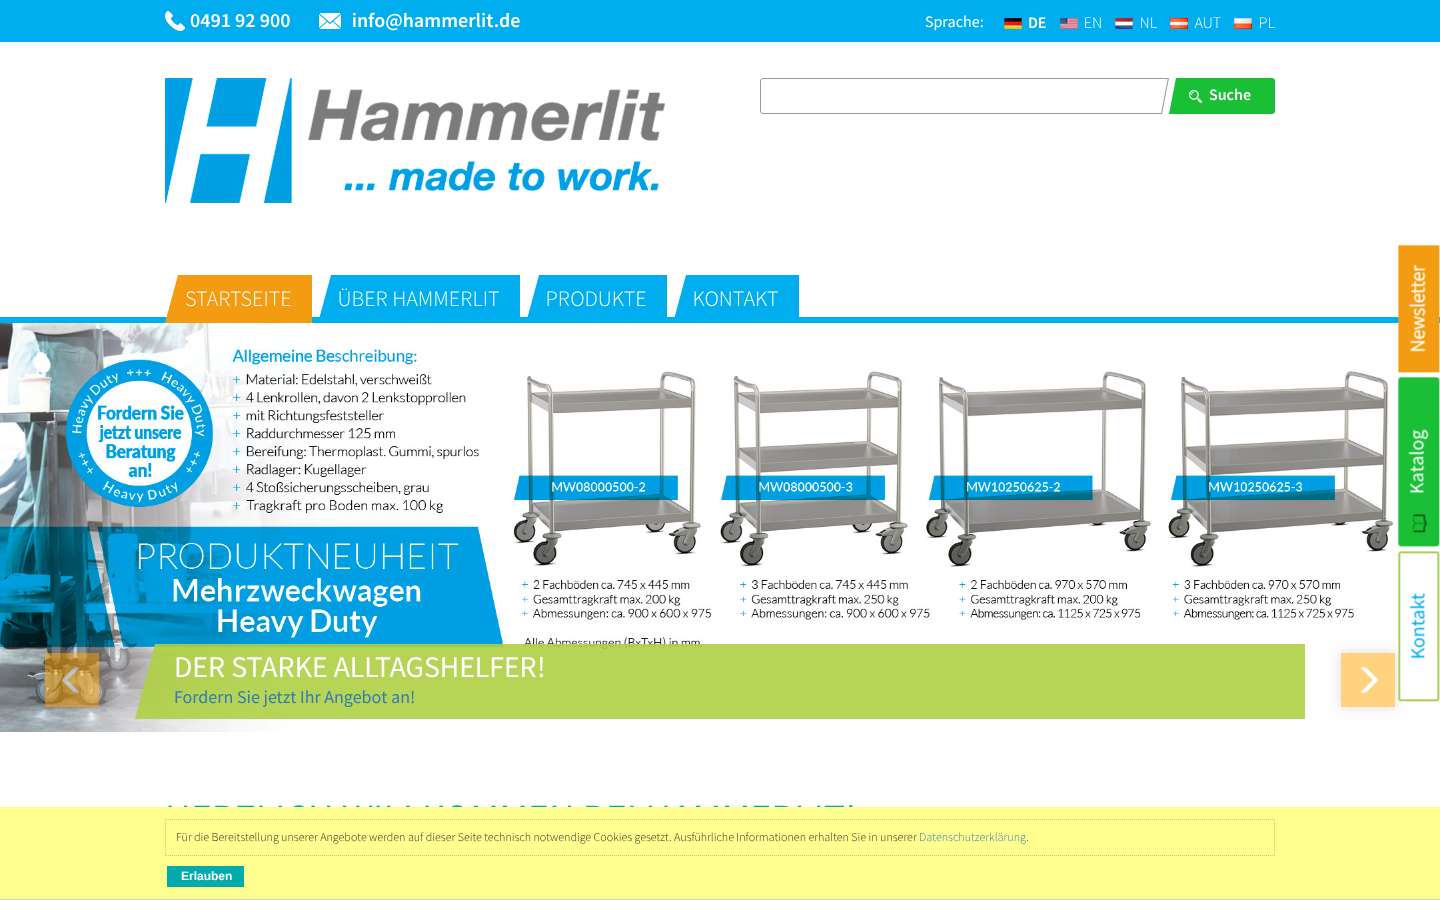 0491 92 900
info@hammerlit.de
Sprache: DE EN NL AUT PL
Hammerlit
... made to work.
Suche
STARTSEITE
ÜBER HAMMERLIT
PRODUKTE
KONTAKT
Newsletter
Katalog
Kontakt
Heavy Duty +++ Heavy Duty +++ Heavy Duty +++
Fordern Sie
jetzt unsere
Beratung
an!
Allgemeine Beschreibung:
+ Material: Edelstahl, verschweißt
+ 4 Lenkrollen, davon 2 Lenkstopprollen
+ mit Richtungsfeststeller
+ Raddurchmesser 125 mm
+ Bereifung: Thermoplast. Gummi, spurlos
+ Radlager: Kugellager
+ 4 Stoßsicherungsscheiben, grau
+ Tragkraft pro Boden max. 100 kg
PRODUKTNEUHEIT
Mehrzweckwagen
Heavy Duty
MW08000500-2
+ 2 Fachböden ca. 745 x 445 mm
+ Gesamttragkraft max. 200 kg
+ Abmessungen: ca. 900 x 600 x 975
MW08000500-3
+ 3 Fachböden ca. 745 x 445 mm
+ Gesamttragkraft max. 250 kg
+ Abmessungen: ca. 900 x 600 x 975
MW10250625-2
+ 2 Fachböden ca. 970 x 570 mm
+ Gesamttragkraft max. 200 kg
+ Abmessungen: ca. 1125 x 725 x 975
MW10250625-3
+ 3 Fachböden ca. 970 x 570 mm
+ Gesamttragkraft max. 250 kg
+ Abmessungen: ca. 1125 x 725 x 975
Alle Abmessungen (BxTxH) in mm
DER STARKE ALLTAGSHELFER!
Fordern Sie jetzt Ihr Angebot an!
Für die Bereitstellung unserer Angebote werden auf dieser Seite technisch notwendige Cookies gesetzt. Ausführliche Informationen erhalten Sie in unserer Datenschutzerklärung.
Erlauben